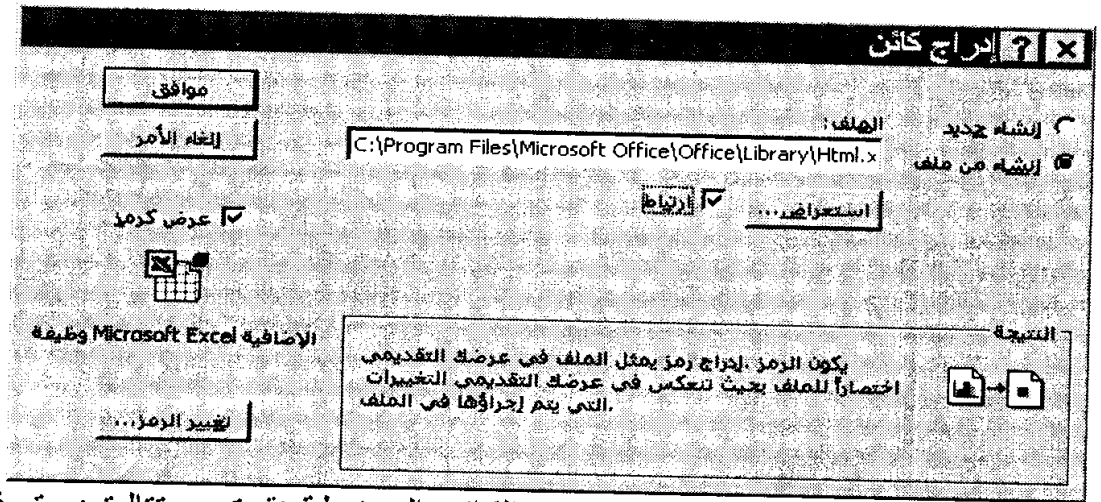 إدراج كائن
إنشاء جديد
إنشاء من ملف
الملف:
C:\Program Files\Microsoft Office\Office\Library\Html.x
استعراض...
ارتباط
موافق
إلغاء الأمر
عرض كرمز
وظيفة Microsoft Excel الإضافية
تغيير الرمز...
النتيجة
يكون الرمز .إدراج رمز يمثل الملف في عرضك التقديمي
اختصاراً للملف بحيث تنعكس في عرضك التقديمي التغييرات
.التي يتم إجراؤها في الملف